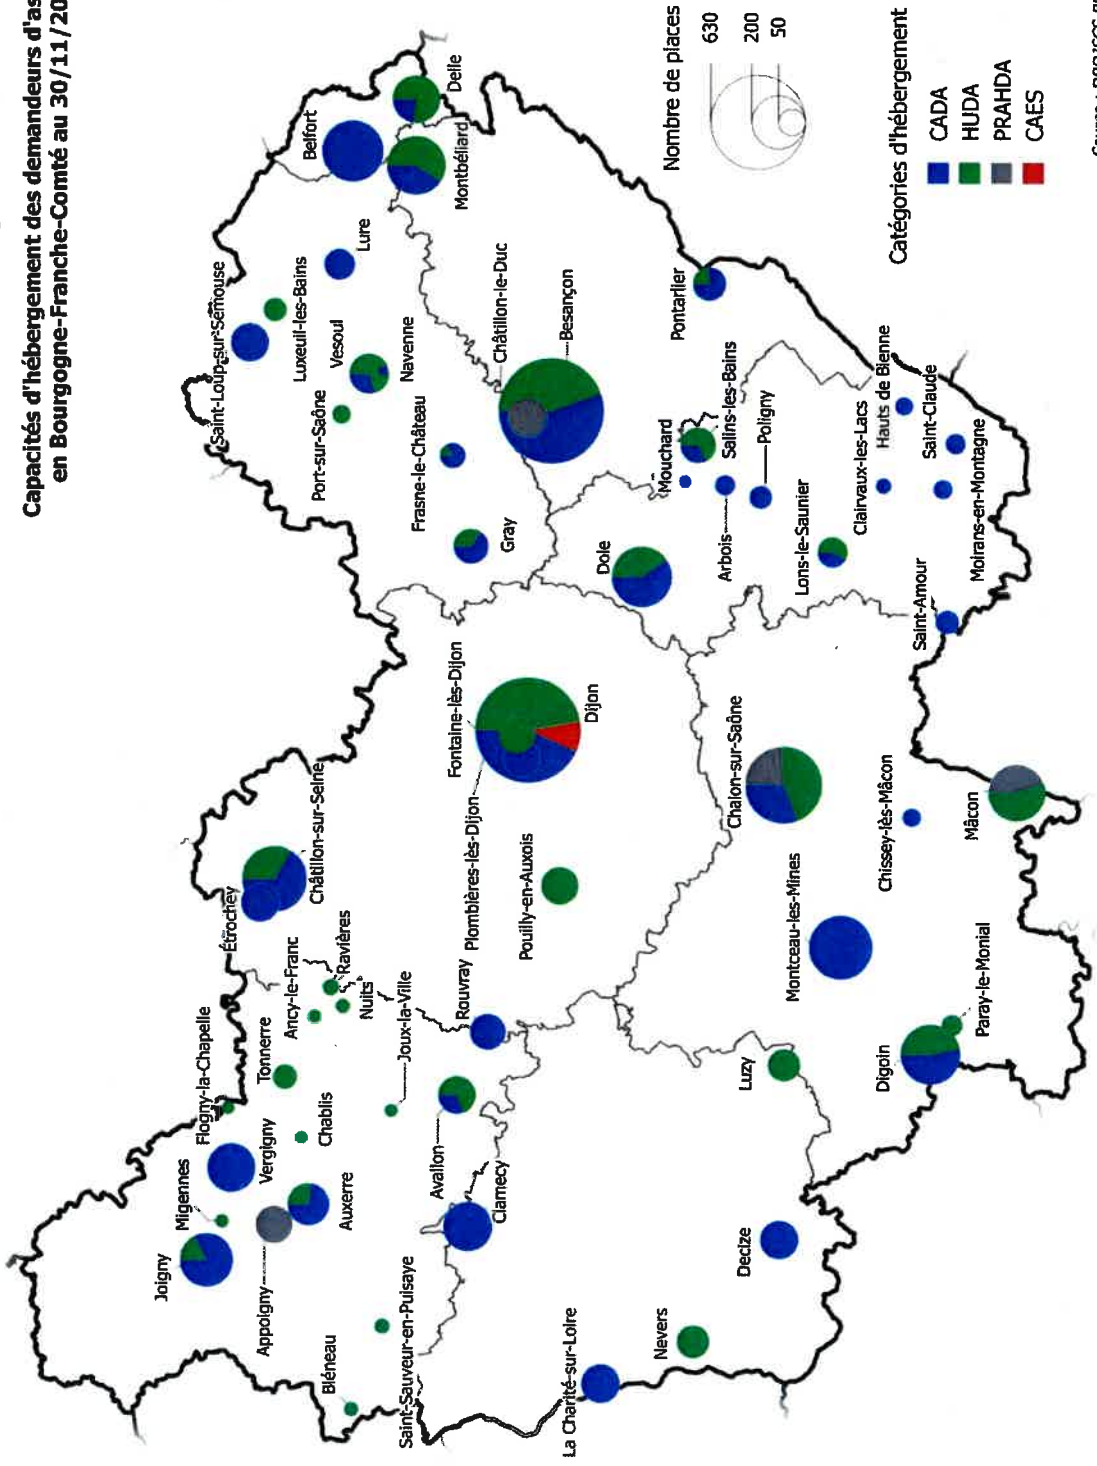 Capacités d'hébergement des demandeurs
en Bourgogne-Franche-Comté au 30/11/20
Joigny
Migennes
Flogny-la-Chapelle
Vergigny
Tonnerre
Ancy-le-Franc
Ravières
Nuits
Étrochey
Châtillon-sur-Seine
Appoigny
Auxerre
Chablis
Joux-la-Ville
Bléneau
Saint-Sauveur-en-Puisaye
Avallon
Rouvray
Clamecy
Plombières-lès-Dijon
Fontaine-lès-Dijon
Dijon
Pouilly-en-Auxois
La Charité-sur-Loire
Nevers
Decize
Luzy
Digoin
Paray-le-Monial
Montceau-les-Mines
Chalon-sur-Saône
Chissey-lès-Mâcon
Mâcon
Saint-Loup-sur-Semouse
Luxeuil-les-Bains
Lure
Belfort
Delle
Montbéliard
Port-sur-Saône
Vesoul
Navenne
Frasne-le-Château
Gray
Châtillon-le-Duc
Besançon
Dole
Mouchard
Salins-les-Bains
Arbois
Poligny
Pontarlier
Lons-le-Saunier
Clairvaux-les-Lacs
Hauts de Bienne
Saint-Claude
Moirans-en-Montagne
Saint-Amour
Nombre de places
630
200
50
Catégories d'hébergement
CADA
HUDA
PRAHDA
CAES